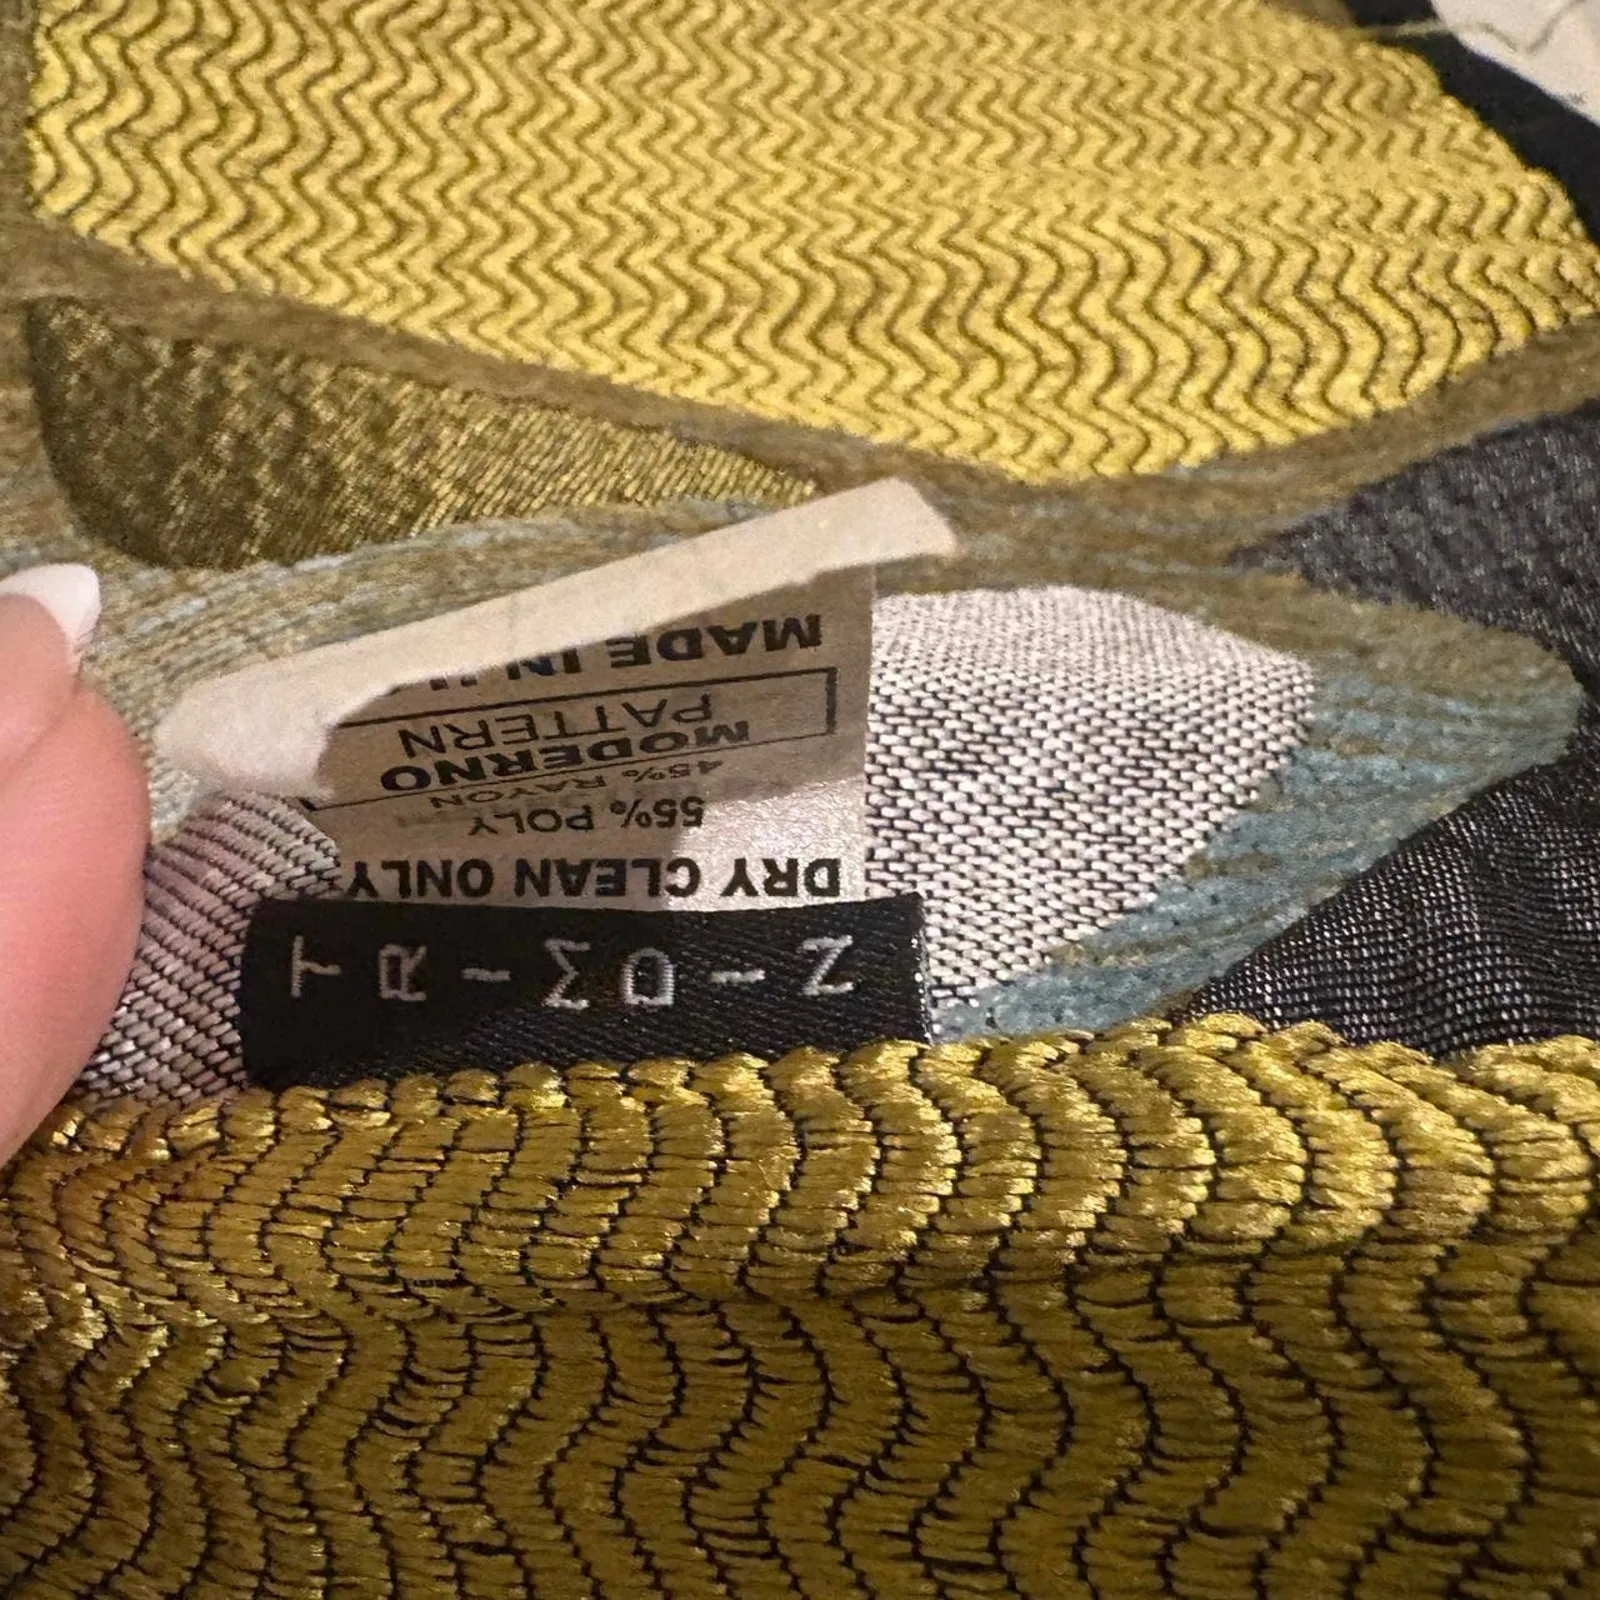 DRY CLEAN ONLY
55% POLY
45% RAYON
MODERNO
PATTERN
MADE IN